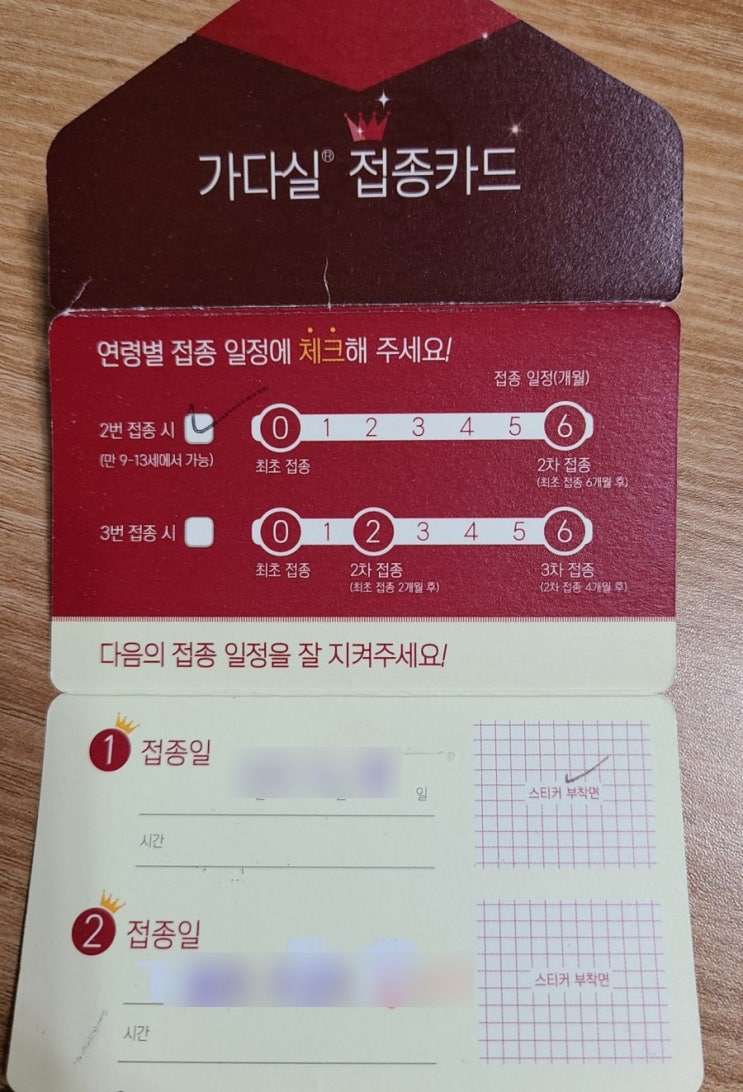 가다실® 접종카드
연령별 접종 일정에 체크해 주세요!
접종 일정(개월)
2번 접종 시
(만 9-13세에서 가능)
0 1 2 3 4 5 6
최초 접종
2차 접종
(최초 접종 6개월 후)
3번 접종 시
0 1 2 3 4 5 6
최초 접종
2차 접종
(최초 접종 2개월 후)
3차 접종
(2차 접종 4개월 후)
다음의 접종 일정을 잘 지켜주세요!
1 접종일
일
시간
스티커 부착면
2 접종일
시간
스티커 부착면